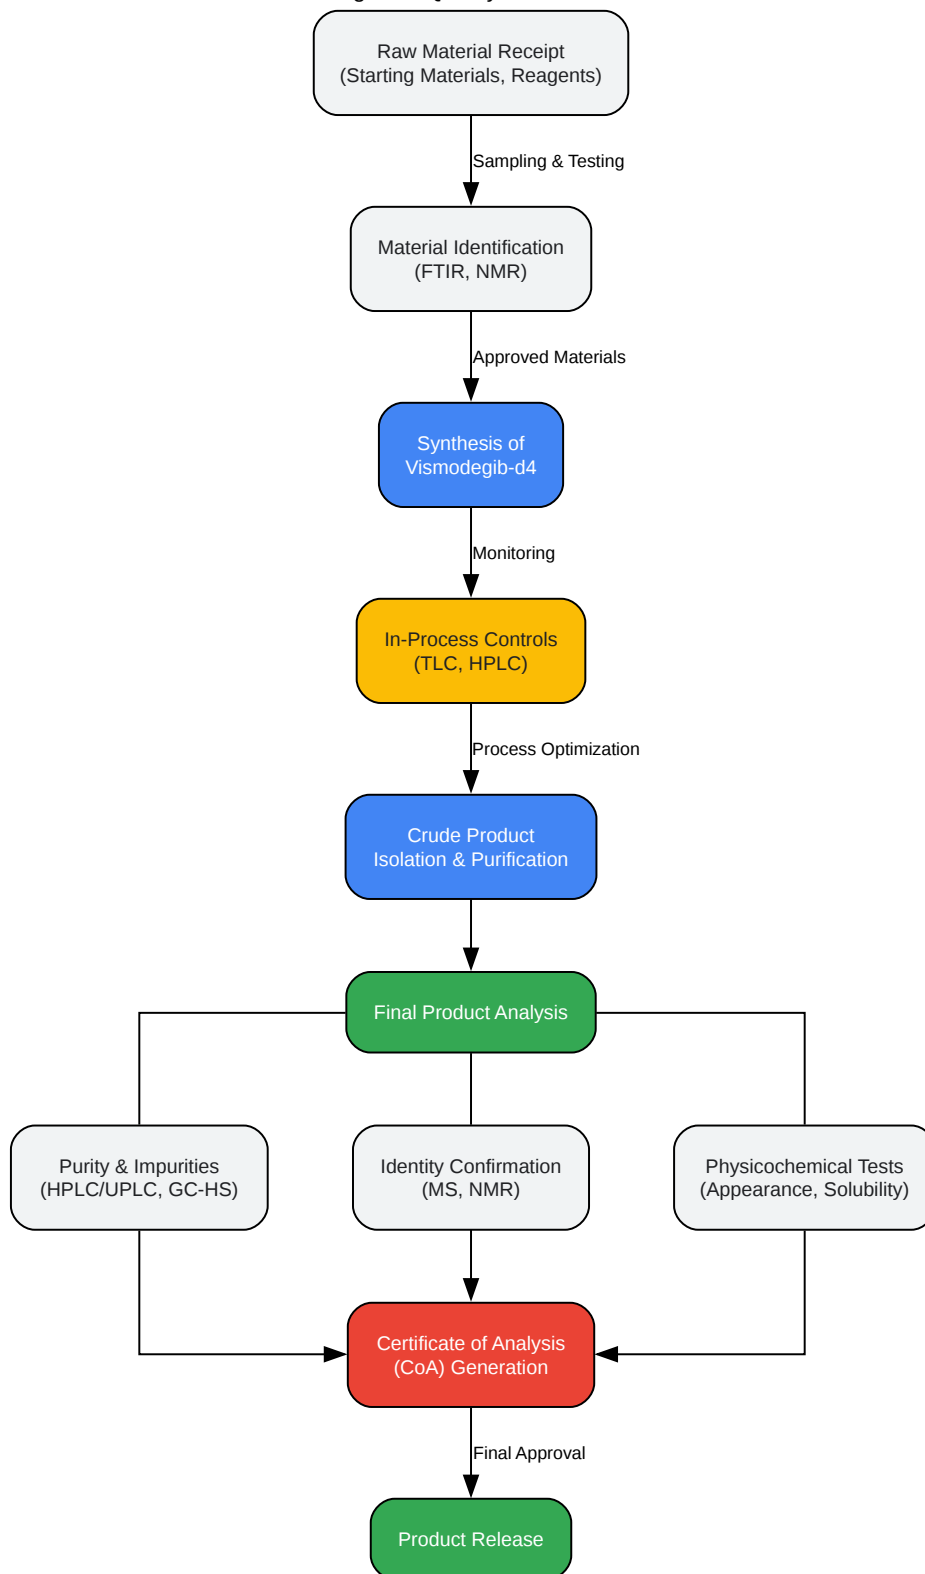 Raw Material Receipt
(Starting Materials, Reagents)
Sampling & Testing
Material Identification
(FTIR, NMR)
Approved Materials
Synthesis of
Vismodegib-d4
Monitoring
In-Process Controls
(TLC, HPLC)
Process Optimization
Crude Product
Isolation & Purification
Final Product Analysis
Purity & Impurities
(HPLC/UPLC, GC-HS)
Identity Confirmation
(MS, NMR)
Physicochemical Tests
(Appearance, Solubility)
Certificate of Analysis
(CoA) Generation
Final Approval
Product Release